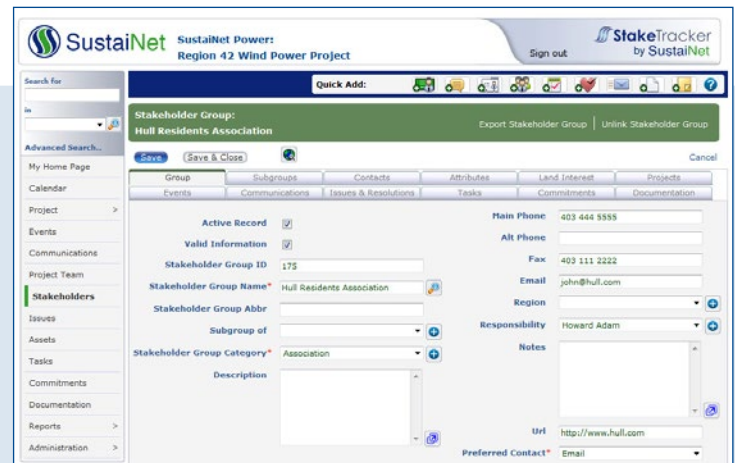 SustaiNet
SustaiNet Power:
Region 42 Wind Power Project
Sign out
StakeTracker
by SustaiNet
Search for
in
Advanced Search..
My Home Page
Calendar
Project >
Events
Communications
Project Team
Stakeholders
Issues
Assets
Tasks
Commitments
Documentation
Reports >
Administration >
Quick Add:
Stakeholder Group:
Hull Residents Association
Export Stakeholder Group | Unlink Stakeholder Group
Save
Save & Close
Cancel
Group Subgroups Contacts Attributes Land Interest Projects
Events Communications Issues & Resolutions Tasks Commitments Documentation
Active Record
Valid Information
Stakeholder Group ID 175
Stakeholder Group Name* Hull Residents Association
Stakeholder Group Abbr
Subgroup of
Stakeholder Group Category* Association
Description
Main Phone 403 444 5555
Alt Phone
Fax 403 111 2222
Email john@hull.com
Region
Responsibility Howard Adam
Notes
Url http://www.hull.com
Preferred Contact* Email